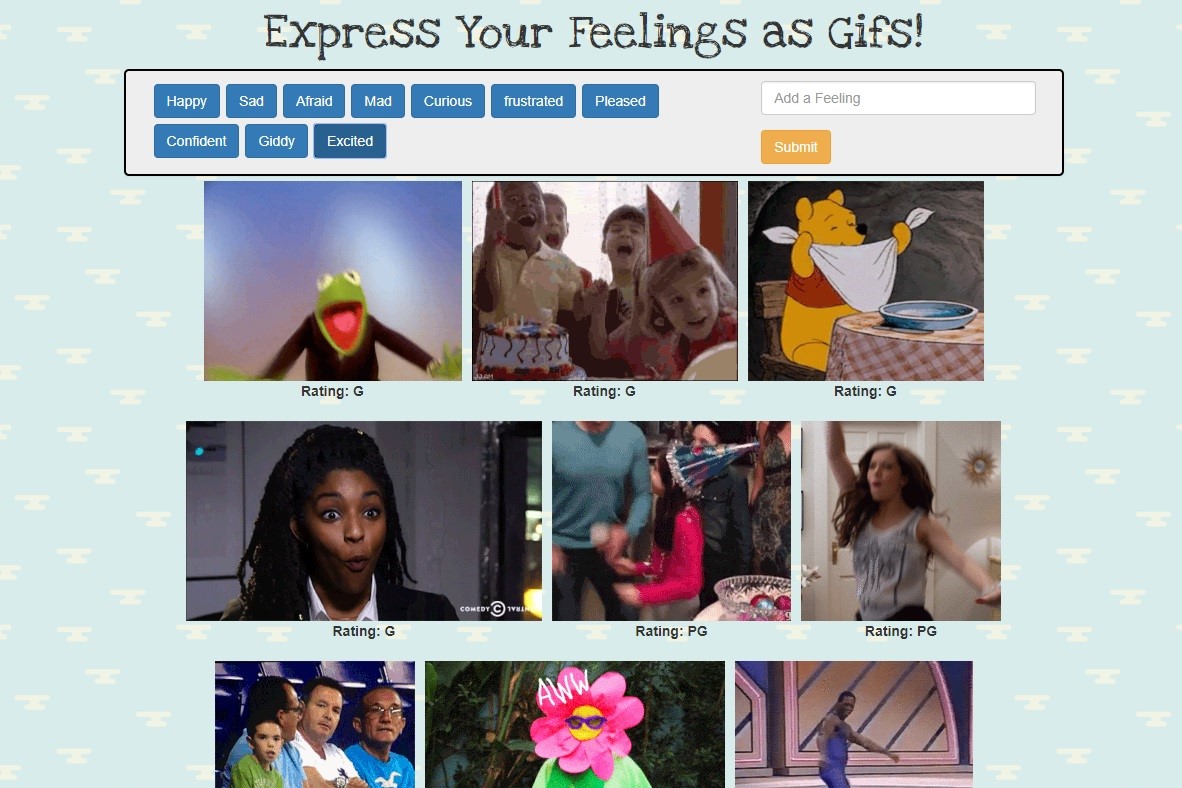 Express Your Feelings as Gifs!
Happy Sad Afraid Mad Curious frustrated Pleased
Add a Feeling
Confident Giddy Excited
Submit
Rating: G
Rating: G
Rating: G
COMEDY CENTRAL
Rating: G
Rating: PG
Rating: PG
AWW